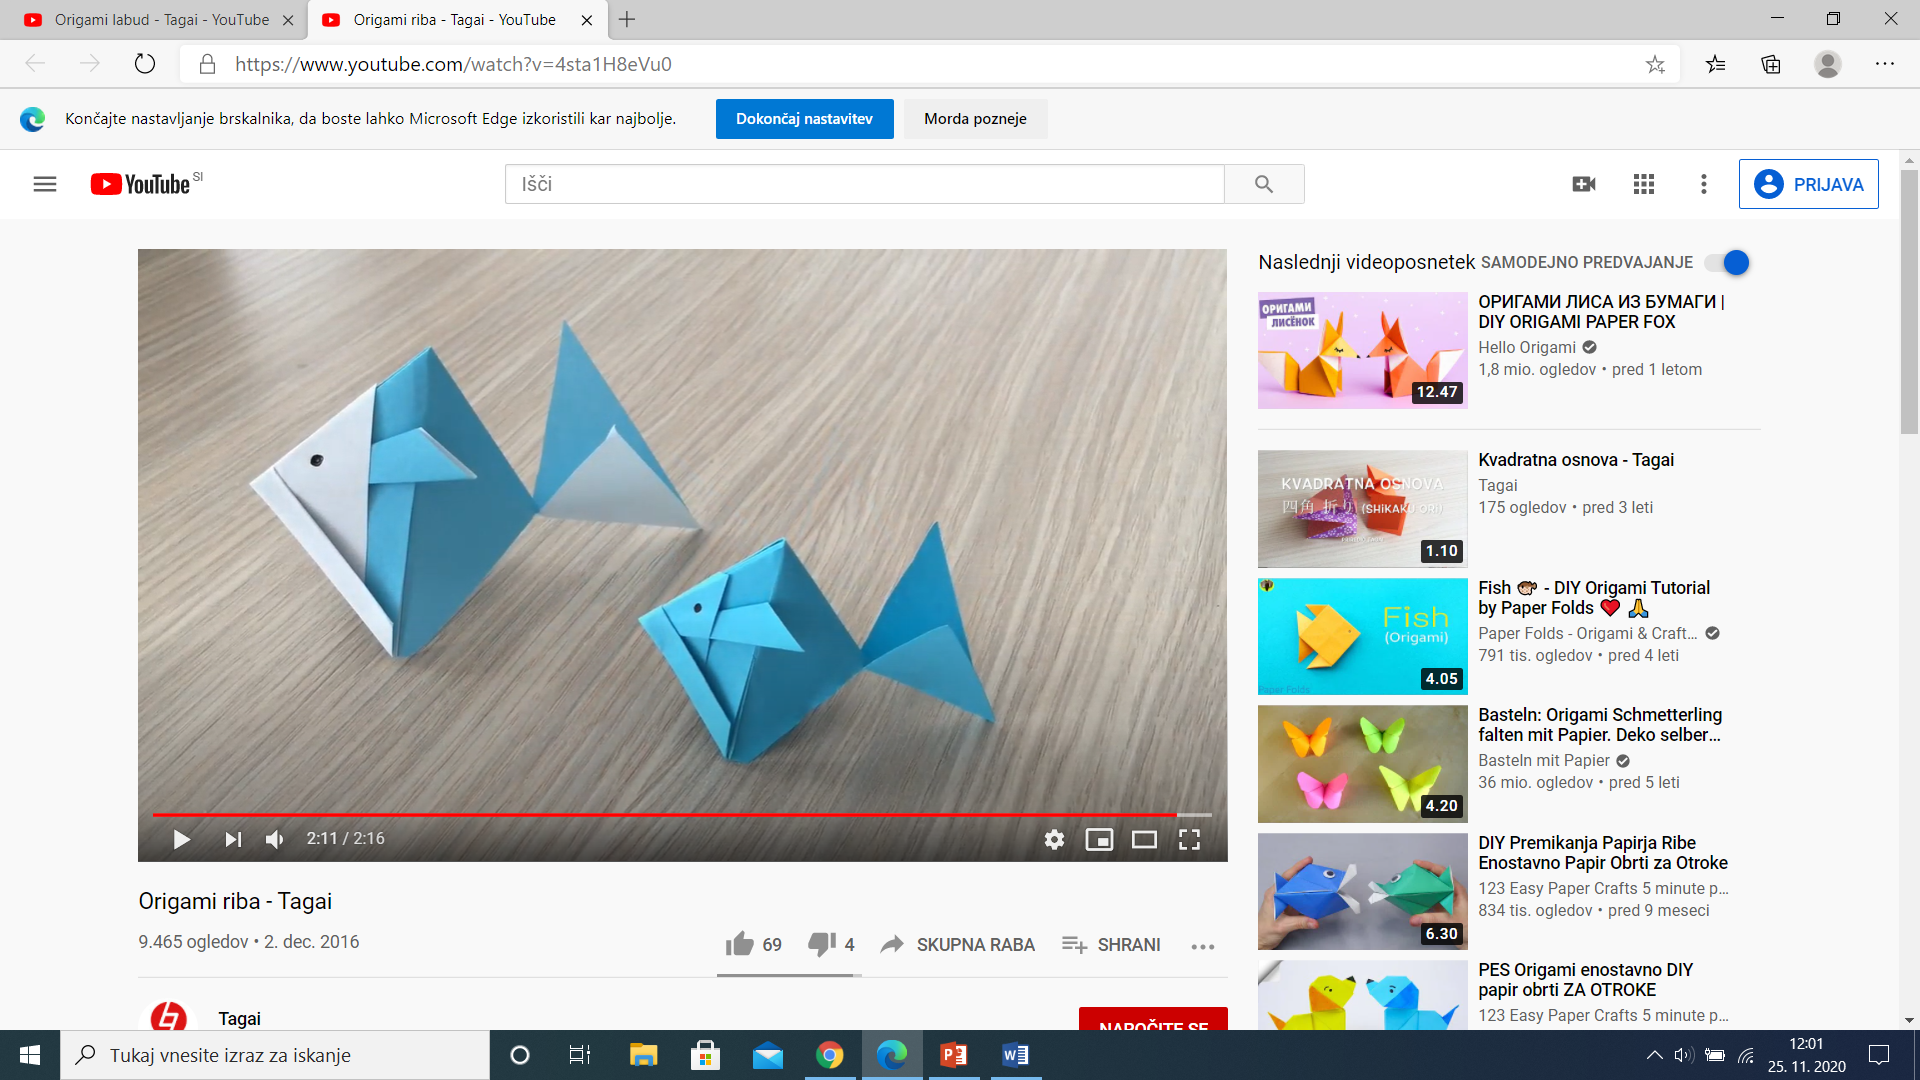 Origami labud - Tagai - YouTube
Origami riba - Tagai - YouTube
https://www.youtube.com/watch?v=4sta1H8eVu0
Končajte nastavljanje brskalnika, da boste lahko Microsoft Edge izkoristili kar najbolje.
Dokončaj nastavitev
Morda pozneje
YouTube SI
Išči
PRIJAVA
2:11 / 2:16
Origami riba - Tagai
9.465 ogledov • 2. dec. 2016
69
4
SKUPNA RABA
SHRANI
Tagai
NAROČITE SE
Naslednji videoposnetek
SAMODEJNO PREDVAJANJE
ОРИГАМИ
ЛИСЁНОК
12.47
ОРИГАМИ ЛИСА ИЗ БУМАГИ |
DIY ORIGAMI PAPER FOX
Hello Origami
1,8 mio. ogledov • pred 1 letom
KVADRATNA OSNOVA
1.10
Kvadratna osnova - Tagai
Tagai
175 ogledov • pred 3 leti
Fish
(Origami)
Paper Folds
4.05
Fish 🐡 - DIY Origami Tutorial
by Paper Folds ❤️ 🙏
Paper Folds - Origami & Craft...
791 tis. ogledov • pred 4 leti
4.20
Basteln: Origami Schmetterling
falten mit Papier. Deko selber...
Basteln mit Papier
36 mio. ogledov • pred 5 leti
6.30
DIY Premikanja Papirja Ribe
Enostavno Papir Obrti za Otroke
123 Easy Paper Crafts 5 minute p...
834 tis. ogledov • pred 9 meseci
PES Origami enostavno DIY
papir obrti ZA OTROKE
123 Easy Paper Crafts 5 minute p...
Tukaj vnesite izraz za iskanje
12:01
25. 11. 2020